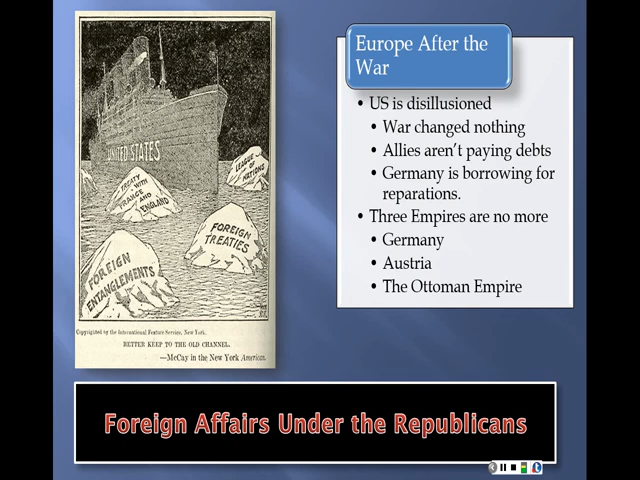 UNITED STATES
LEAGUE
OF
NATIONS
TREATY
WITH
FRANCE
AND
ENGLAND
FOREIGN
TREATIES
FOREIGN
ENTANGLEMENTS
Copyrighted by the International Feature Service, New York.
BETTER KEEP TO THE OLD CHANNEL.
—McCay in the New York American.
Europe After the
War
• US is disillusioned
• War changed nothing
• Allies aren't paying debts
• Germany is borrowing for
reparations.
• Three Empires are no more
• Germany
• Austria
• The Ottoman Empire
Foreign Affairs Under the Republicans